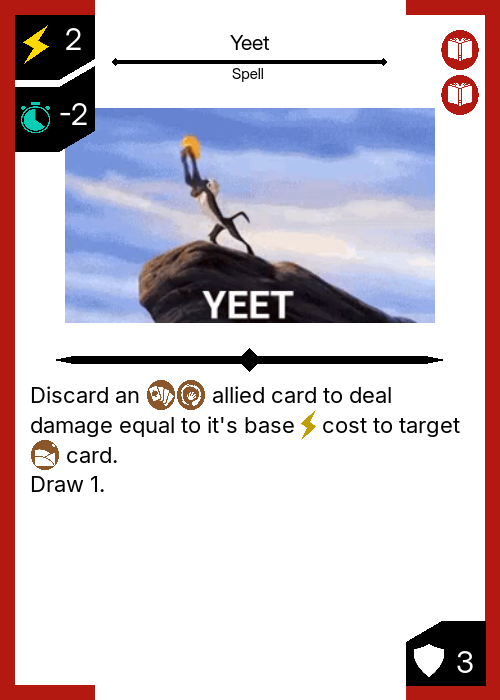 2
Yeet
Spell
-2
YEET
Discard an allied card to deal
damage equal to it's base cost to target
card.
Draw 1.
3